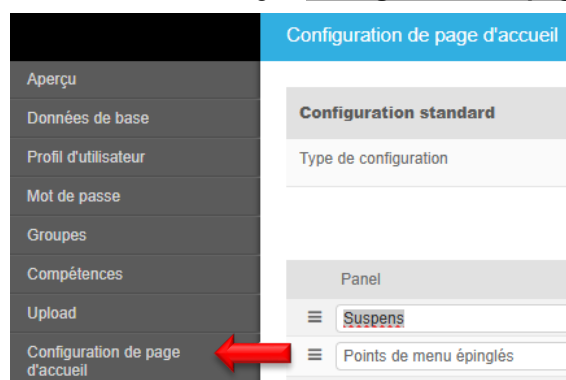 Configuration de page d'accueil
Aperçu
Données de base
Profil d'utilisateur
Mot de passe
Groupes
Compétences
Upload
Configuration de page
d'accueil
Configuration standard
Type de configuration
Panel
Suspens
Points de menu épinglés